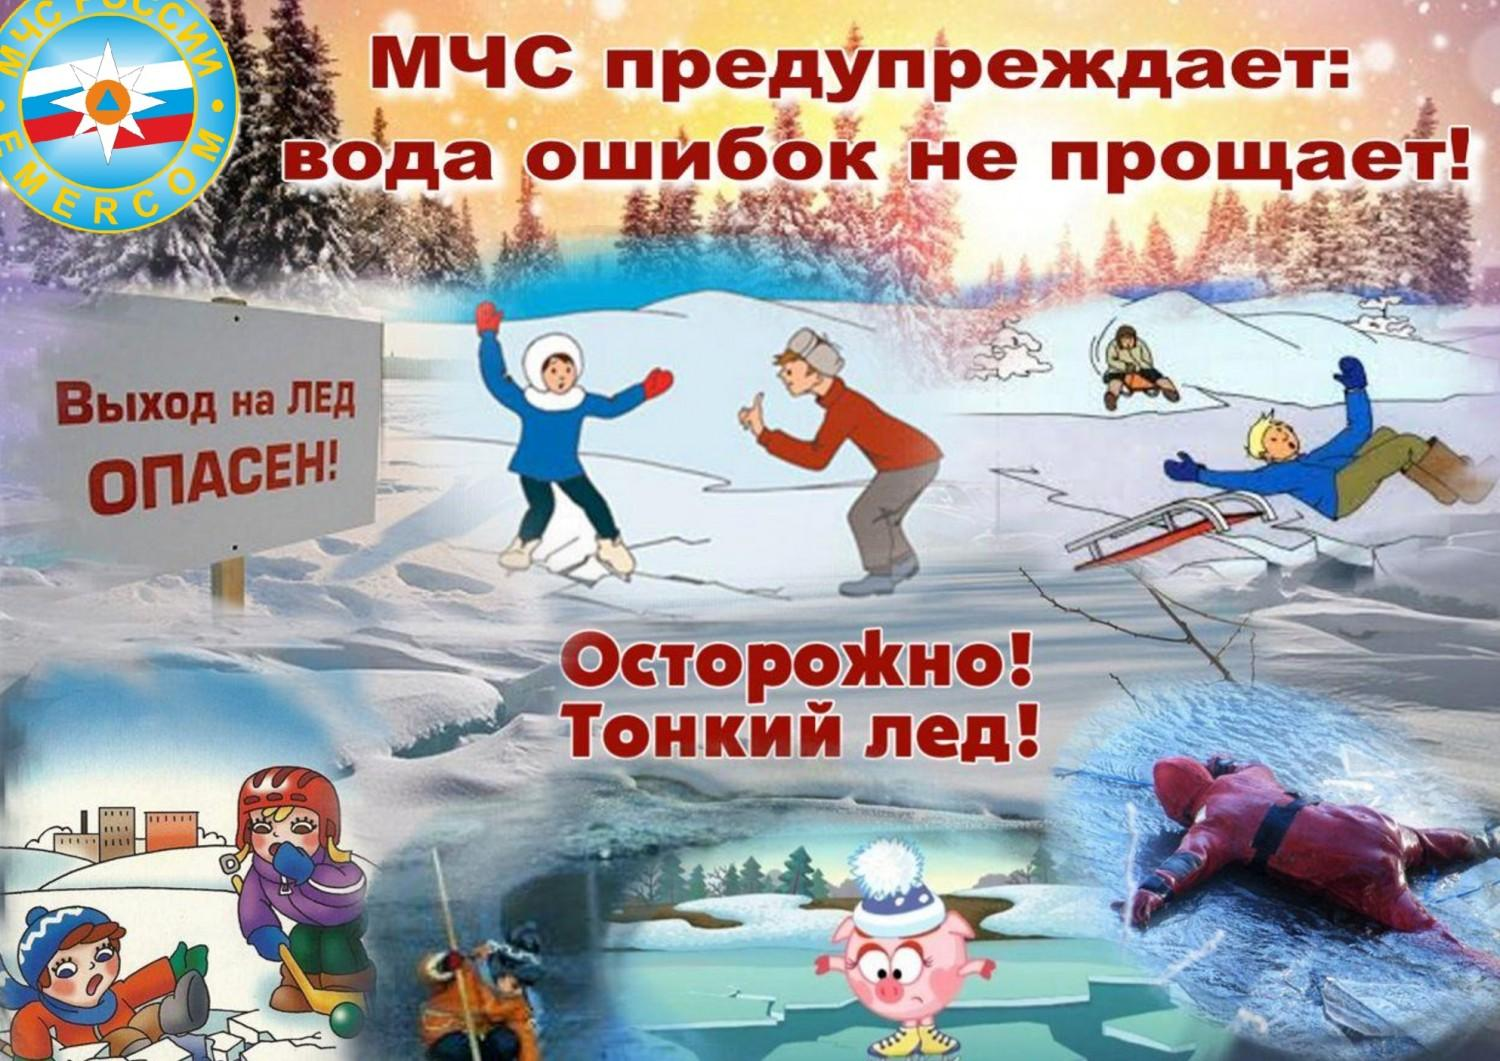 МЧС РОССИИ
EMERCOM
МЧС предупреждает:
вода ошибок не прощает!
Выход на ЛЕД
ОПАСЕН!
Осторожно!
Тонкий лед!